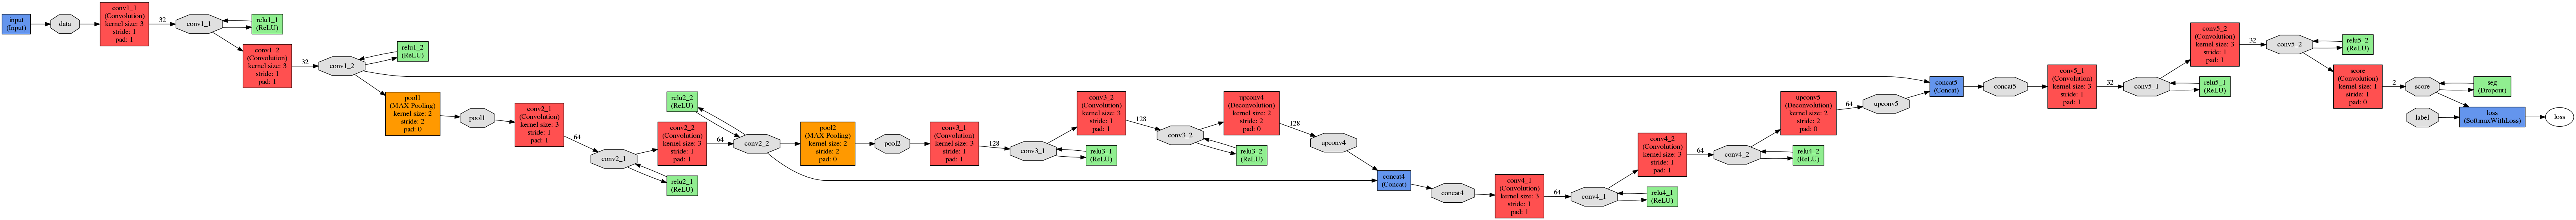 input
(Input)
data
conv1_1
(Convolution)
kernel size: 3
stride: 1
pad: 1
32
conv1_1
relu1_1
(ReLU)
conv1_2
(Convolution)
kernel size: 3
stride: 1
pad: 1
32
conv1_2
relu1_2
(ReLU)
pool1
(MAX Pooling)
kernel size: 2
stride: 2
pad: 0
pool1
conv2_1
(Convolution)
kernel size: 3
stride: 1
pad: 1
64
conv2_1
relu2_1
(ReLU)
conv2_2
(Convolution)
kernel size: 3
stride: 1
pad: 1
64
conv2_2
relu2_2
(ReLU)
pool2
(MAX Pooling)
kernel size: 2
stride: 2
pad: 0
pool2
conv3_1
(Convolution)
kernel size: 3
stride: 1
pad: 1
128
conv3_1
relu3_1
(ReLU)
conv3_2
(Convolution)
kernel size: 3
stride: 1
pad: 1
128
conv3_2
relu3_2
(ReLU)
upconv4
(Deconvolution)
kernel size: 2
stride: 2
pad: 0
128
upconv4
concat4
(Concat)
concat4
conv4_1
(Convolution)
kernel size: 3
stride: 1
pad: 1
64
conv4_1
relu4_1
(ReLU)
conv4_2
(Convolution)
kernel size: 3
stride: 1
pad: 1
64
conv4_2
relu4_2
(ReLU)
upconv5
(Deconvolution)
kernel size: 2
stride: 2
pad: 0
64
upconv5
concat5
(Concat)
concat5
conv5_1
(Convolution)
kernel size: 3
stride: 1
pad: 1
32
conv5_1
relu5_1
(ReLU)
conv5_2
(Convolution)
kernel size: 3
stride: 1
pad: 1
32
conv5_2
relu5_2
(ReLU)
score
(Convolution)
kernel size: 1
stride: 1
pad: 0
2
score
seg
(Dropout)
label
loss
(SoftmaxWithLoss)
loss